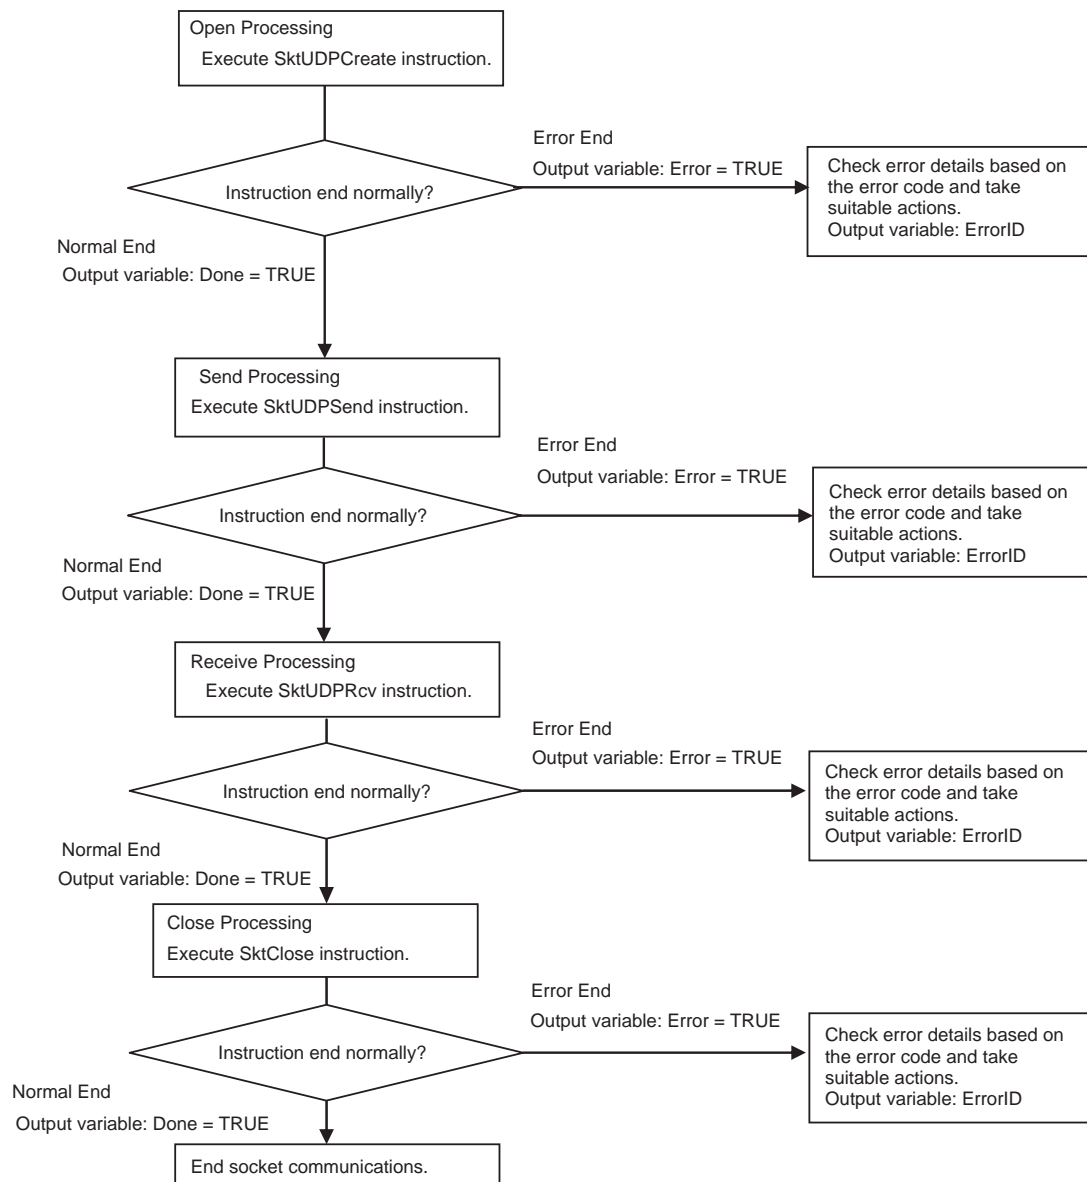 Open Processing
Execute SktUDPCreate instruction.
Error End
Output variable: Error = TRUE
Instruction end normally?
Check error details based on
the error code and take
suitable actions.
Output variable: ErrorID
Normal End
Output variable: Done = TRUE
Send Processing
Execute SktUDPSend instruction.
Error End
Output variable: Error = TRUE
Instruction end normally?
Check error details based on
the error code and take
suitable actions.
Output variable: ErrorID
Normal End
Output variable: Done = TRUE
Receive Processing
Execute SktUDPRcv instruction.
Error End
Output variable: Error = TRUE
Instruction end normally?
Check error details based on
the error code and take
suitable actions.
Output variable: ErrorID
Normal End
Output variable: Done = TRUE
Close Processing
Execute SktClose instruction.
Error End
Output variable: Error = TRUE
Instruction end normally?
Check error details based on
the error code and take
suitable actions.
Output variable: ErrorID
Normal End
Output variable: Done = TRUE
End socket communications.